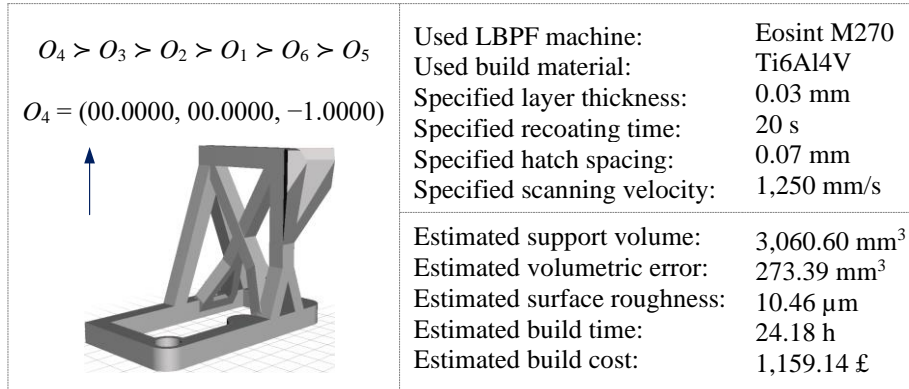 O₄ ≻ O₃ ≻ O₂ ≻ O₁ ≻ O₆ ≻ O₅
O₄ = (00.0000, 00.0000, −1.0000)
Used LBPF machine: Eosint M270
Used build material: Ti6Al4V
Specified layer thickness: 0.03 mm
Specified recoating time: 20 s
Specified hatch spacing: 0.07 mm
Specified scanning velocity: 1,250 mm/s
Estimated support volume: 3,060.60 mm³
Estimated volumetric error: 273.39 mm³
Estimated surface roughness: 10.46 µm
Estimated build time: 24.18 h
Estimated build cost: 1,159.14 £